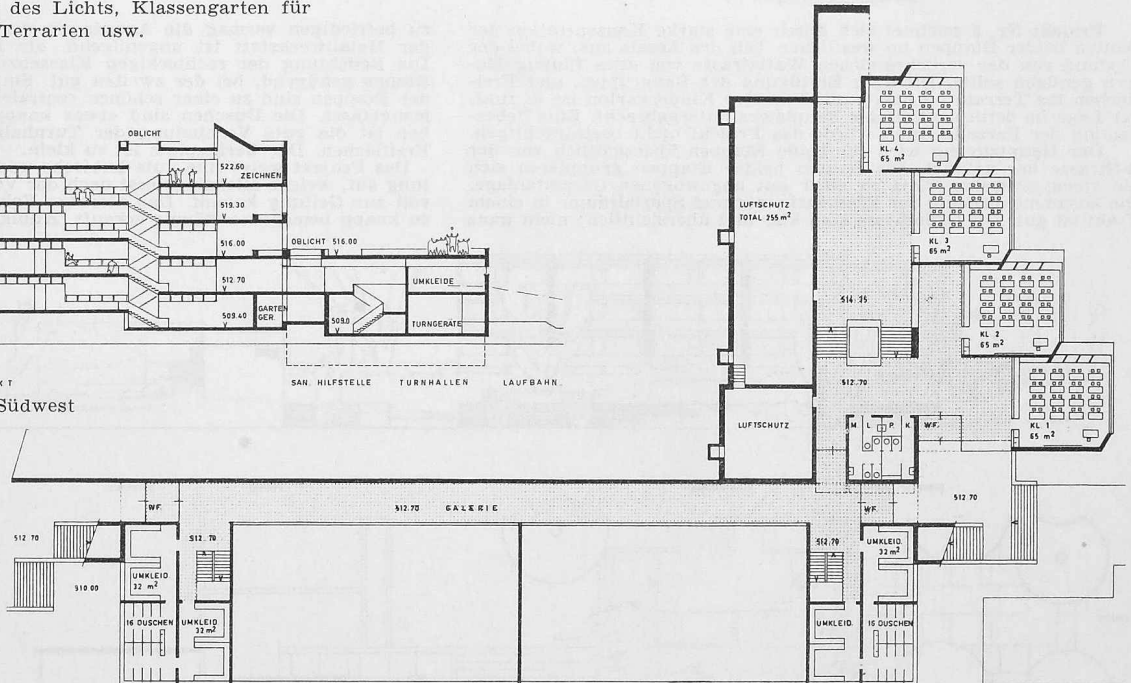 des Lichts, Klassengarten für
Terrarien usw.
OBLICHT
522.60
ZEICHNEN
519.30
516.00
OBLICHT 516.00
512.70
UMKLEIDE
GARTEN
GER.
509.40
509.0
TURNGERÄTE
KT
SAN. HILFSTELLE TURNHALLEN LAUFBAHN
Südwest
LUFTSCHUTZ
TOTAL 255 m²
KL. 4
65 m²
KL. 3
65 m²
514.35
KL. 2
65 m²
512.70
KL. 1
65 m²
LUFTSCHUTZ
M. L. P. K. WF.
WF.
512.70 GALERIE
WF.
512.70
512.70
512.70
512.70
510.00
UMKLEID.
32 m²
UMKLEID.
32 m²
16 DUSCHEN
UMKLEID.
32 m²
UMKLEID.
16 DUSCHEN